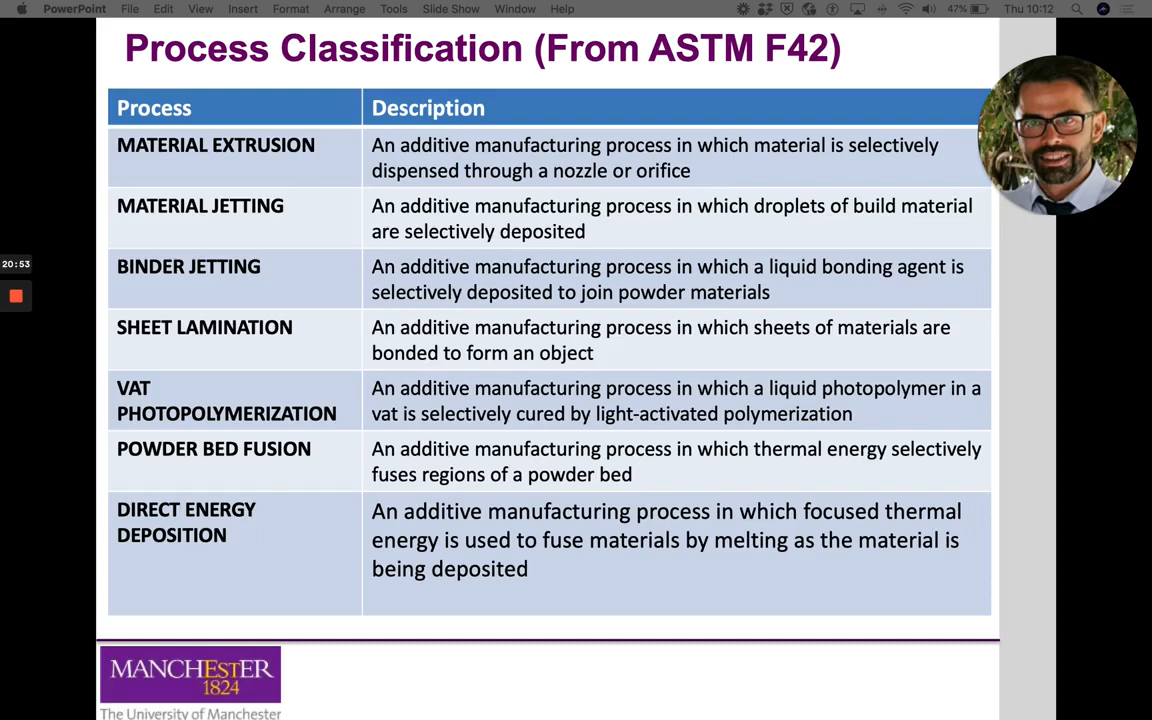 PowerPoint File Edit View Insert Format Arrange Tools Slide Show Window Help 47% Thu 10:12
Process Classification (From ASTM F42)
Process Description
MATERIAL EXTRUSION An additive manufacturing process in which material is selectively
dispensed through a nozzle or orifice
MATERIAL JETTING An additive manufacturing process in which droplets of build material
are selectively deposited
20:53
BINDER JETTING An additive manufacturing process in which a liquid bonding agent is
selectively deposited to join powder materials
SHEET LAMINATION An additive manufacturing process in which sheets of materials are
bonded to form an object
VAT An additive manufacturing process in which a liquid photopolymer in a
PHOTOPOLYMERIZATION vat is selectively cured by light-activated polymerization
POWDER BED FUSION An additive manufacturing process in which thermal energy selectively
fuses regions of a powder bed
DIRECT ENERGY An additive manufacturing process in which focused thermal
DEPOSITION energy is used to fuse materials by melting as the material is
being deposited
MANCHESTER
1824
The University of Manchester